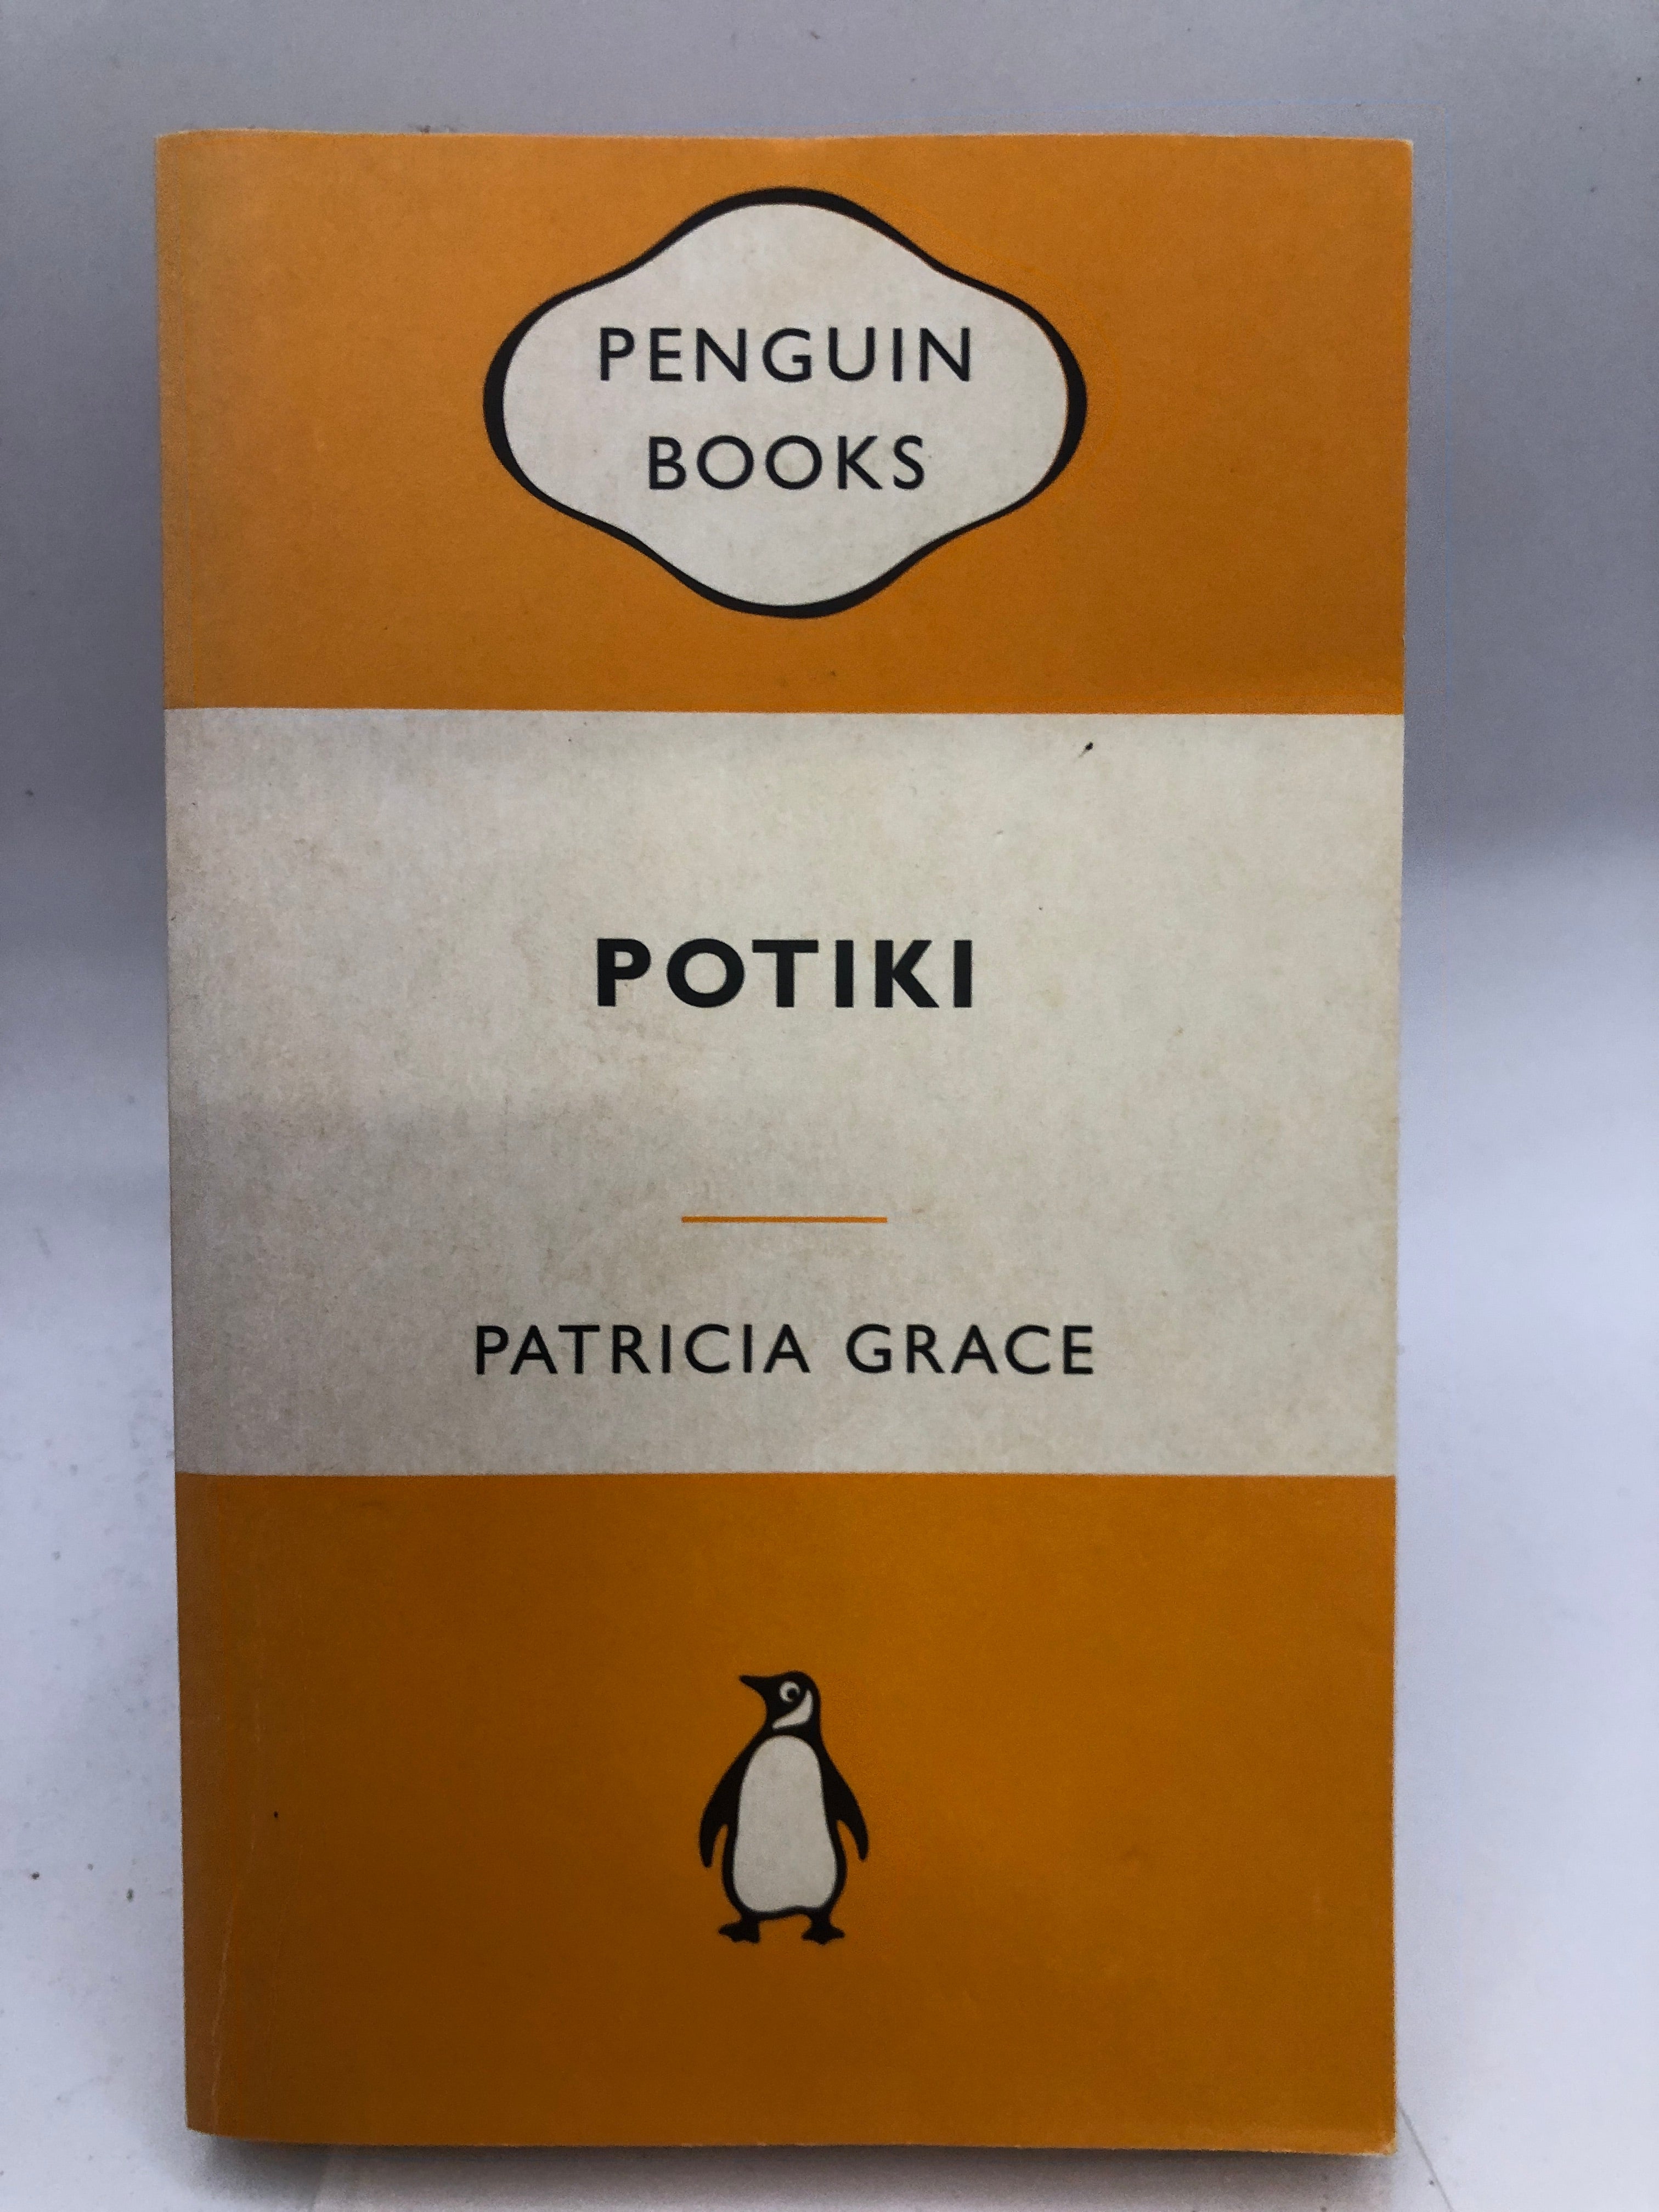 PENGUIN
BOOKS
POTIKI
PATRICIA GRACE